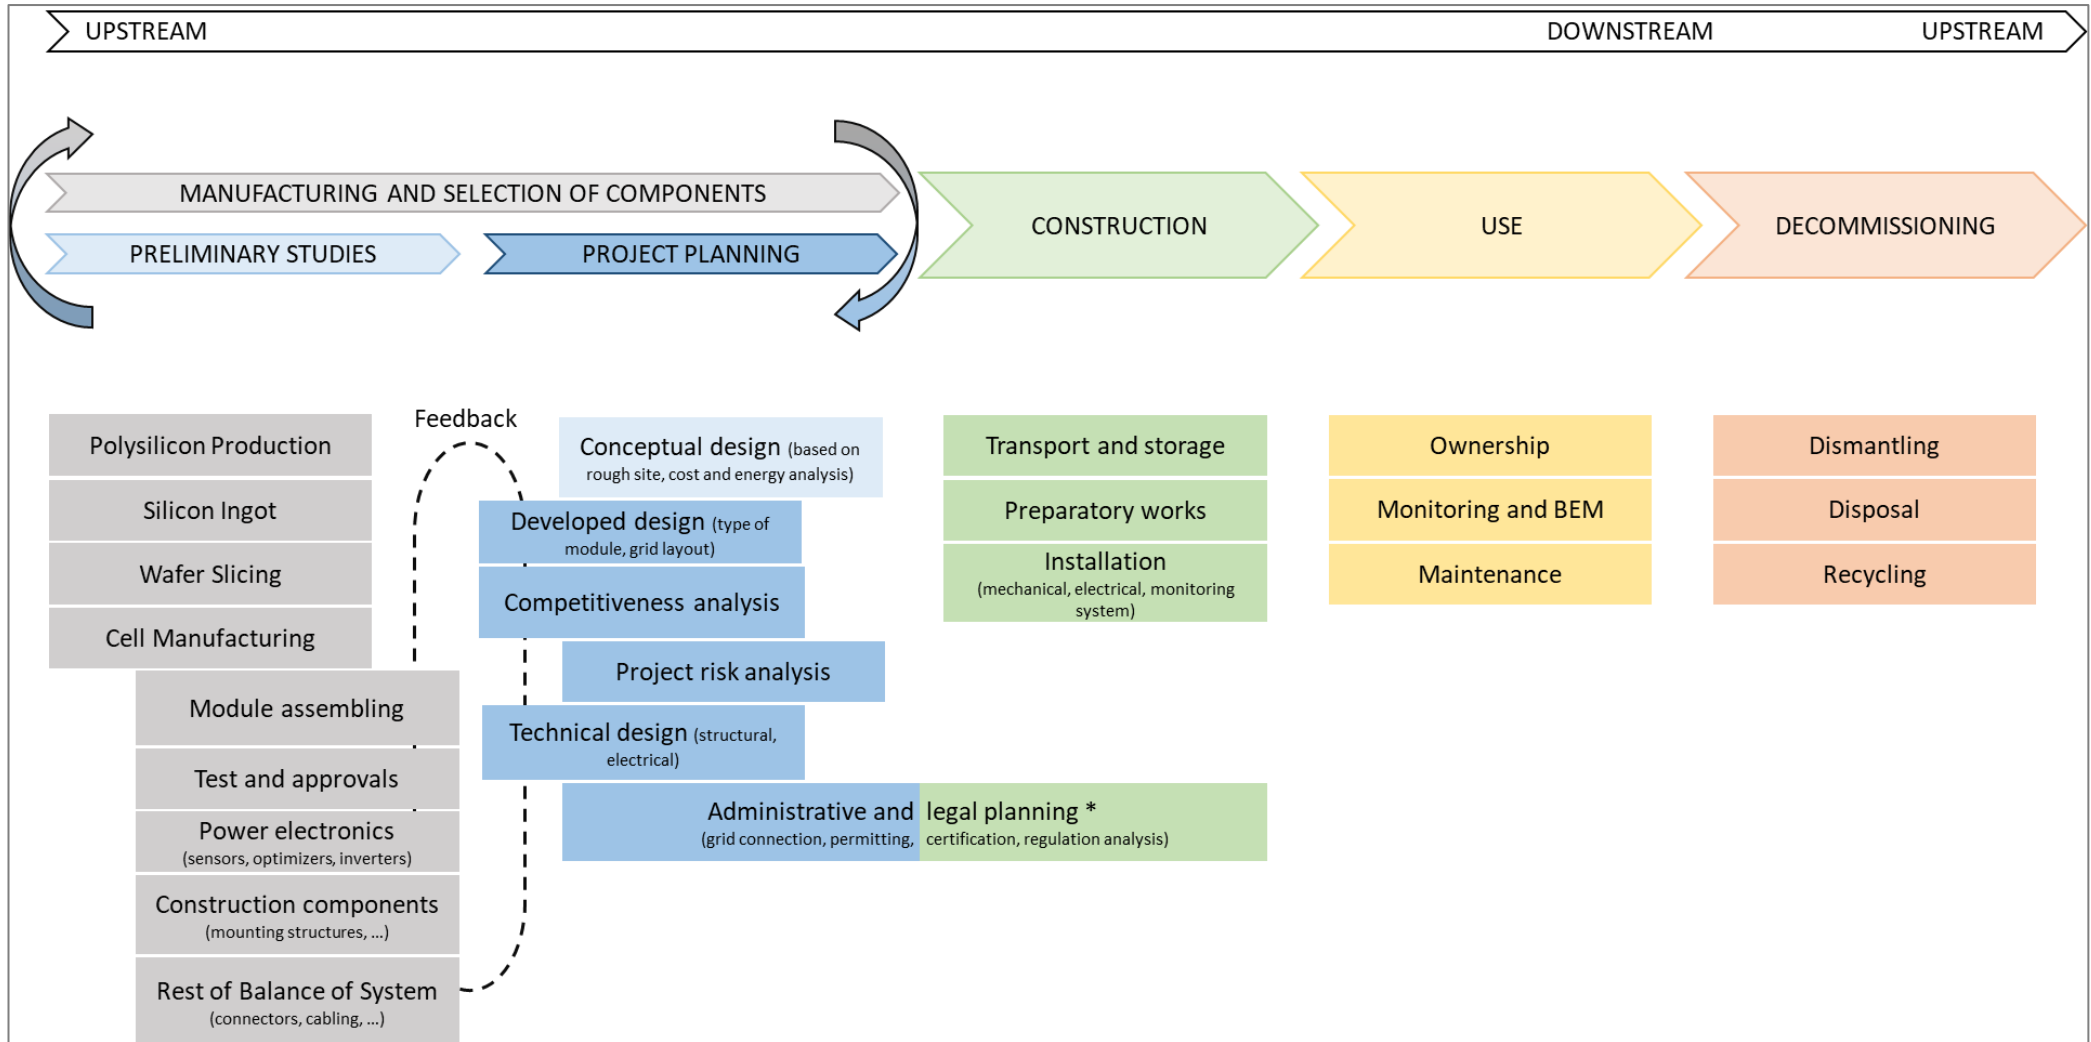 UPSTREAM
DOWNSTREAM
UPSTREAM
MANUFACTURING AND SELECTION OF COMPONENTS
PRELIMINARY STUDIES
PROJECT PLANNING
CONSTRUCTION
USE
DECOMMISSIONING
Polysilicon Production
Silicon Ingot
Wafer Slicing
Cell Manufacturing
Module assembling
Test and approvals
Power electronics
(sensors, optimizers, inverters)
Construction components
(mounting structures, ...)
Rest of Balance of System
(connectors, cabling, ...)
Feedback
Conceptual design (based on
rough site, cost and energy analysis)
Developed design (type of
module, grid layout)
Competitiveness analysis
Project risk analysis
Technical design (structural,
electrical)
Administrative and legal planning *
(grid connection, permitting, certification, regulation analysis)
Transport and storage
Preparatory works
Installation
(mechanical, electrical, monitoring
system)
Ownership
Monitoring and BEM
Maintenance
Dismantling
Disposal
Recycling